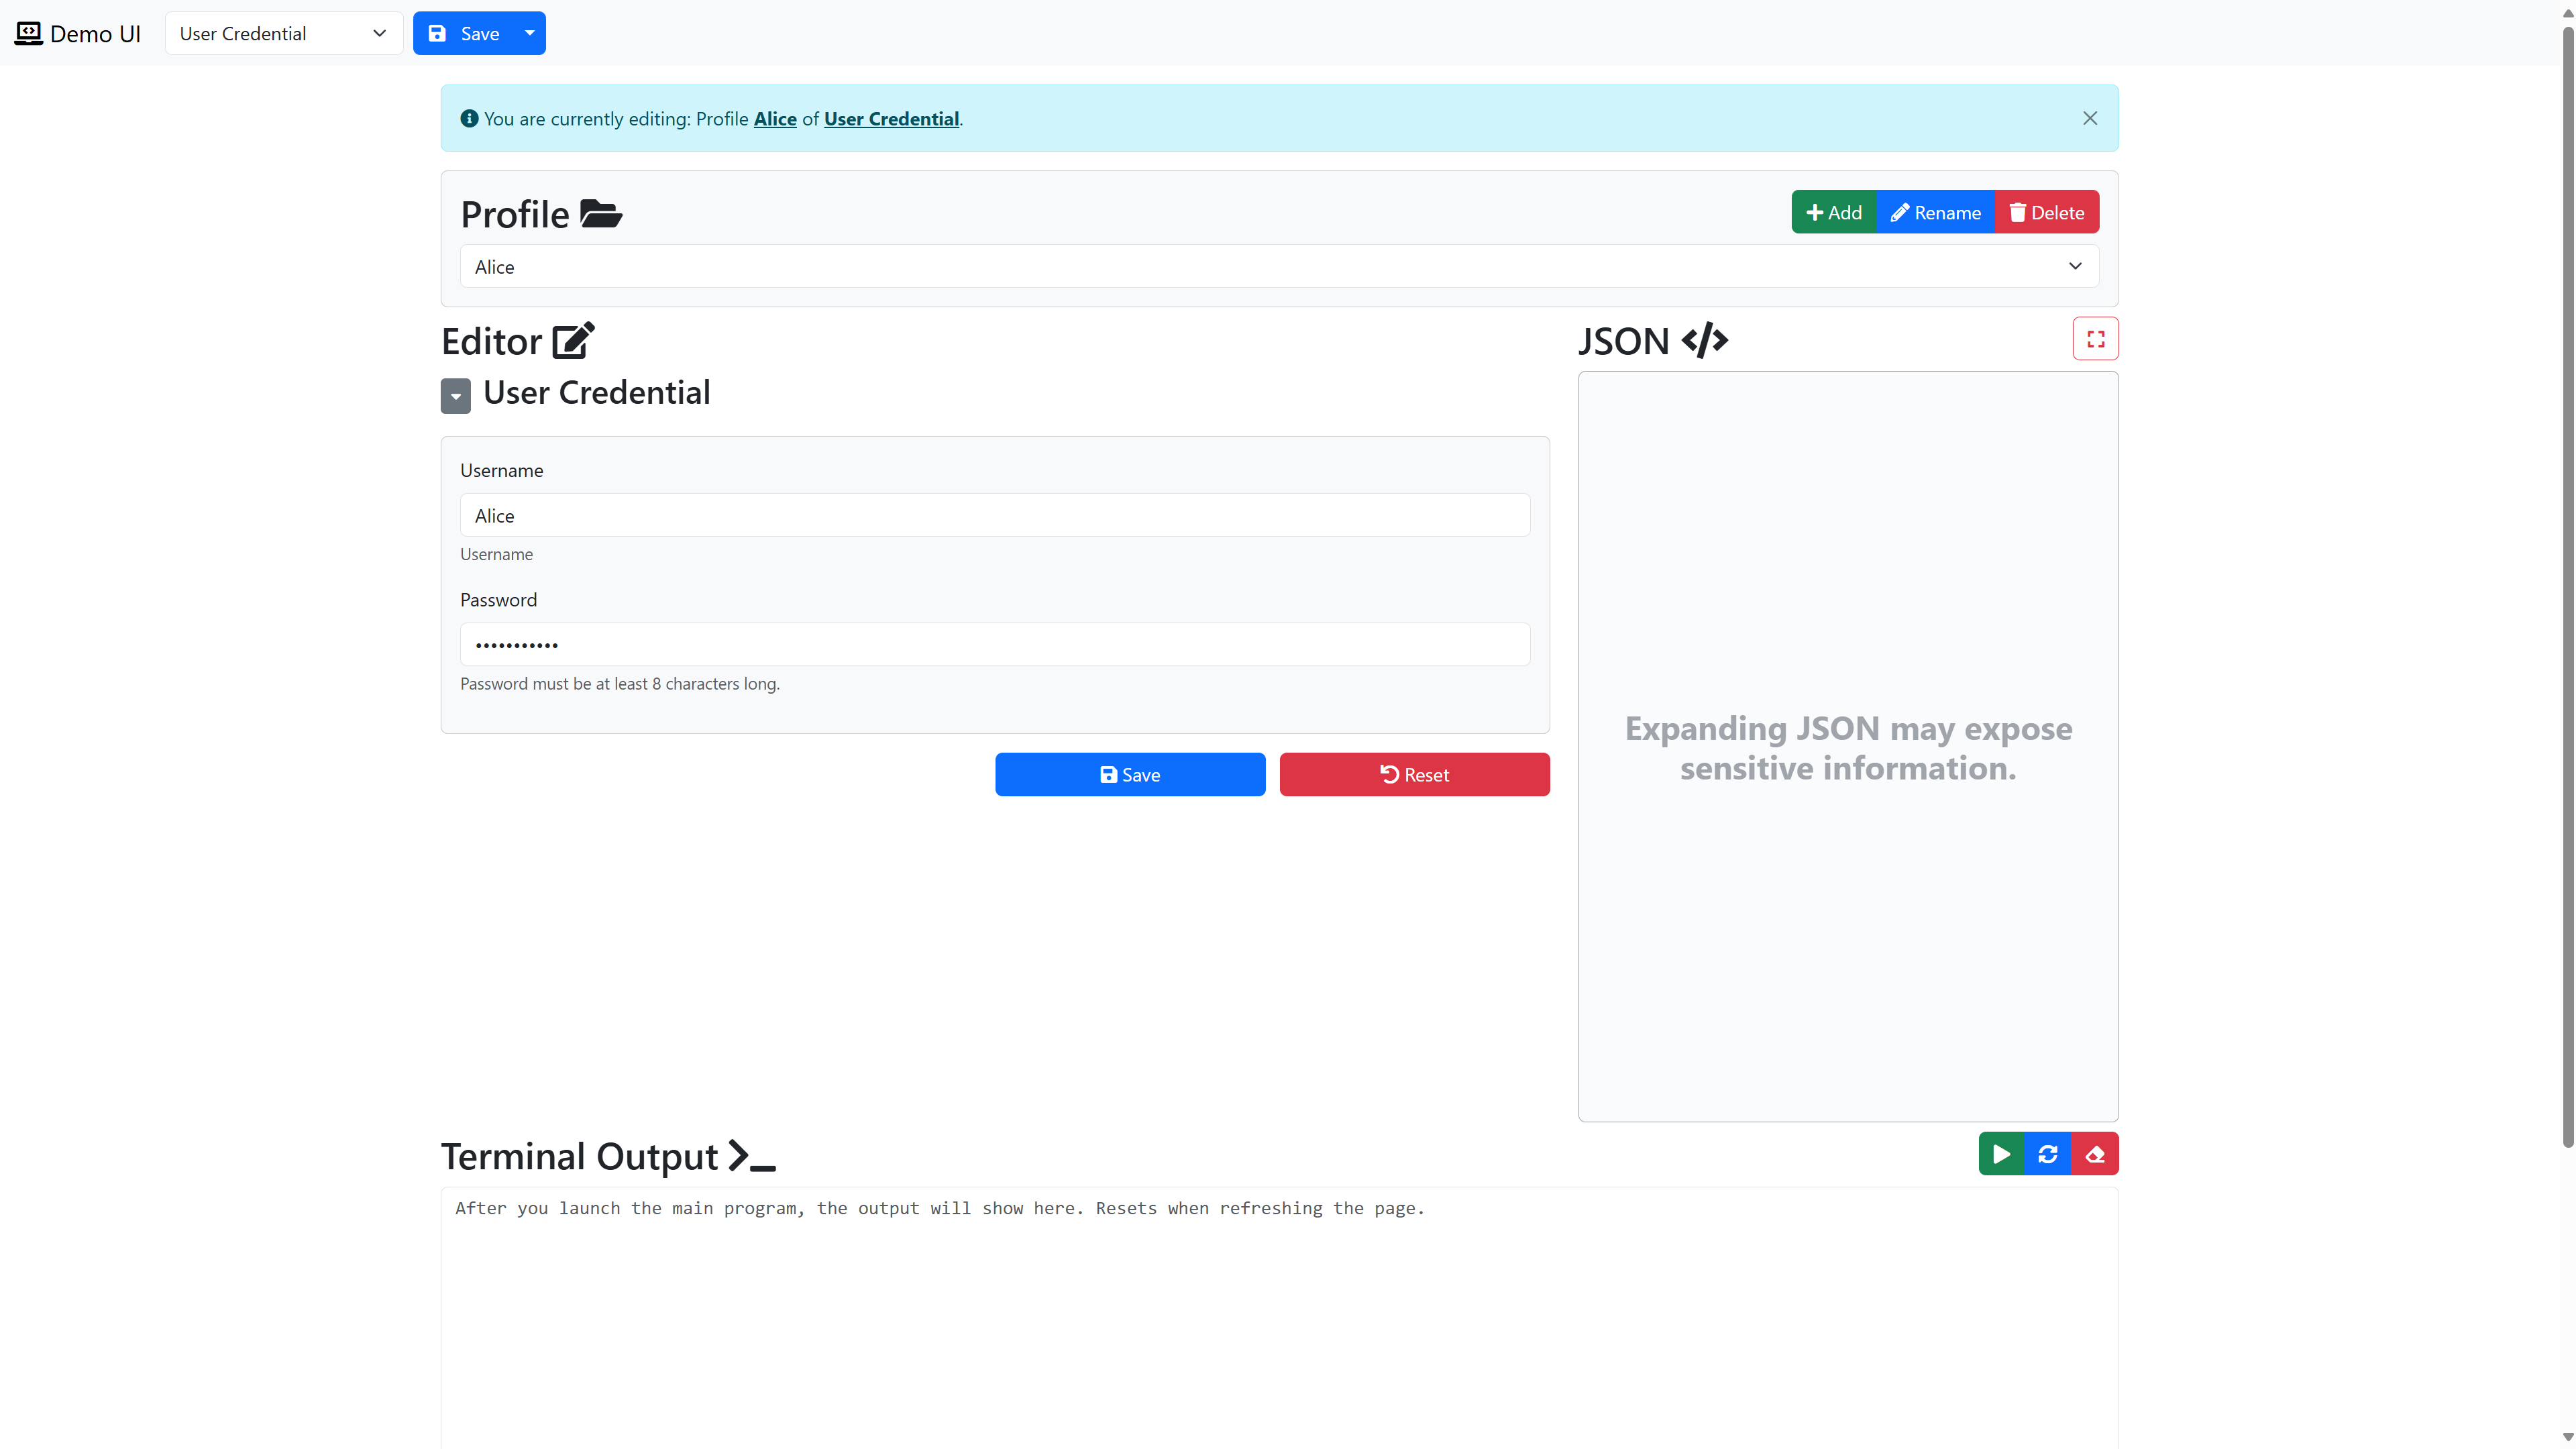 Demo UI
User Credential
Save
You are currently editing: Profile Alice of User Credential.
Profile
Add
Rename
Delete
Alice
Editor
User Credential
Username
Alice
Username
Password
•••••••••••
Password must be at least 8 characters long.
Save
Reset
JSON
Expanding JSON may expose
sensitive information.
Terminal Output
After you launch the main program, the output will show here. Resets when refreshing the page.